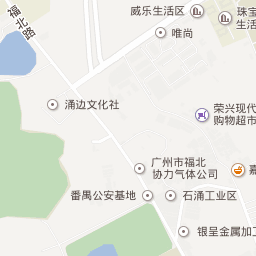 威乐生活区
珠宝
生活
福北路
唯尚
涌边文化社
荣兴现代
购物超市
广州市福北
协力气体公司
嘉
番禺公安基地
石涌工业区
银呈金属加工